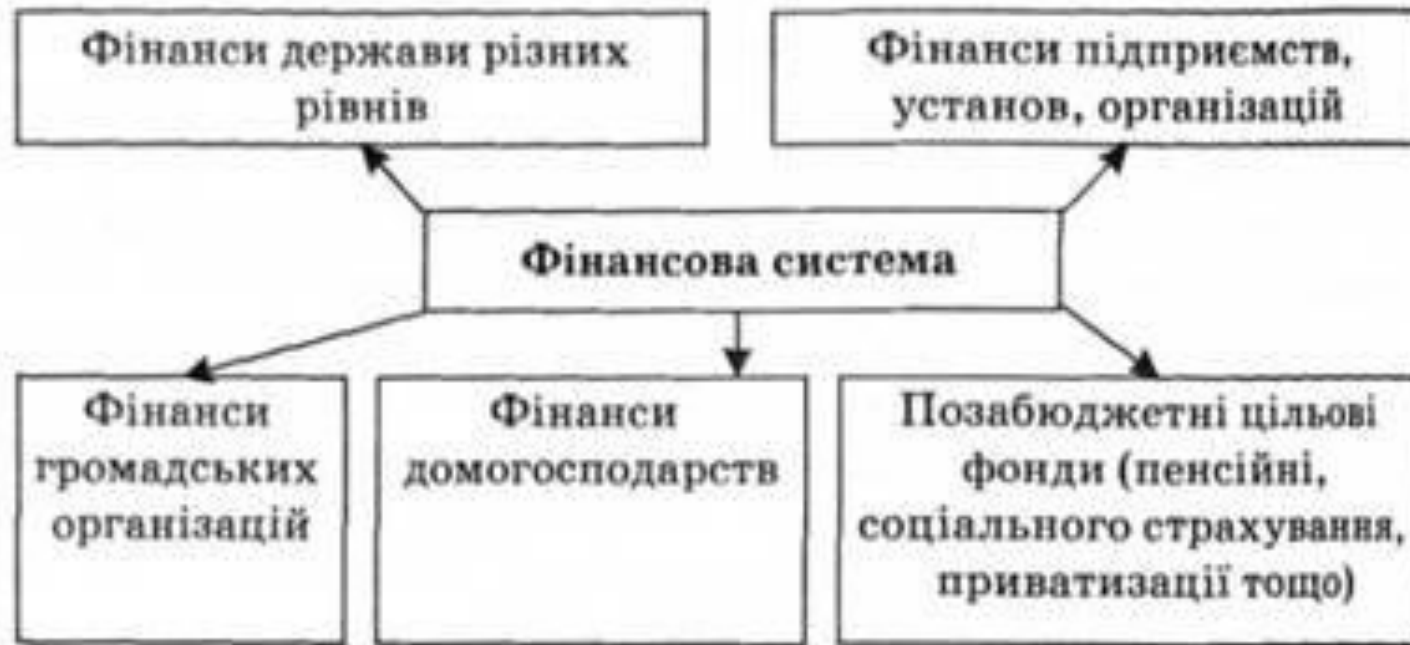 Фінанси держави різних
рівнів
Фінанси підприємств,
установ, організацій
Фінансова система
Фінанси
громадських
організацій
Фінанси
домогосподарств
Позабюджетні цільові
фонди (пенсійні,
соціального страхування,
приватизації тощо)